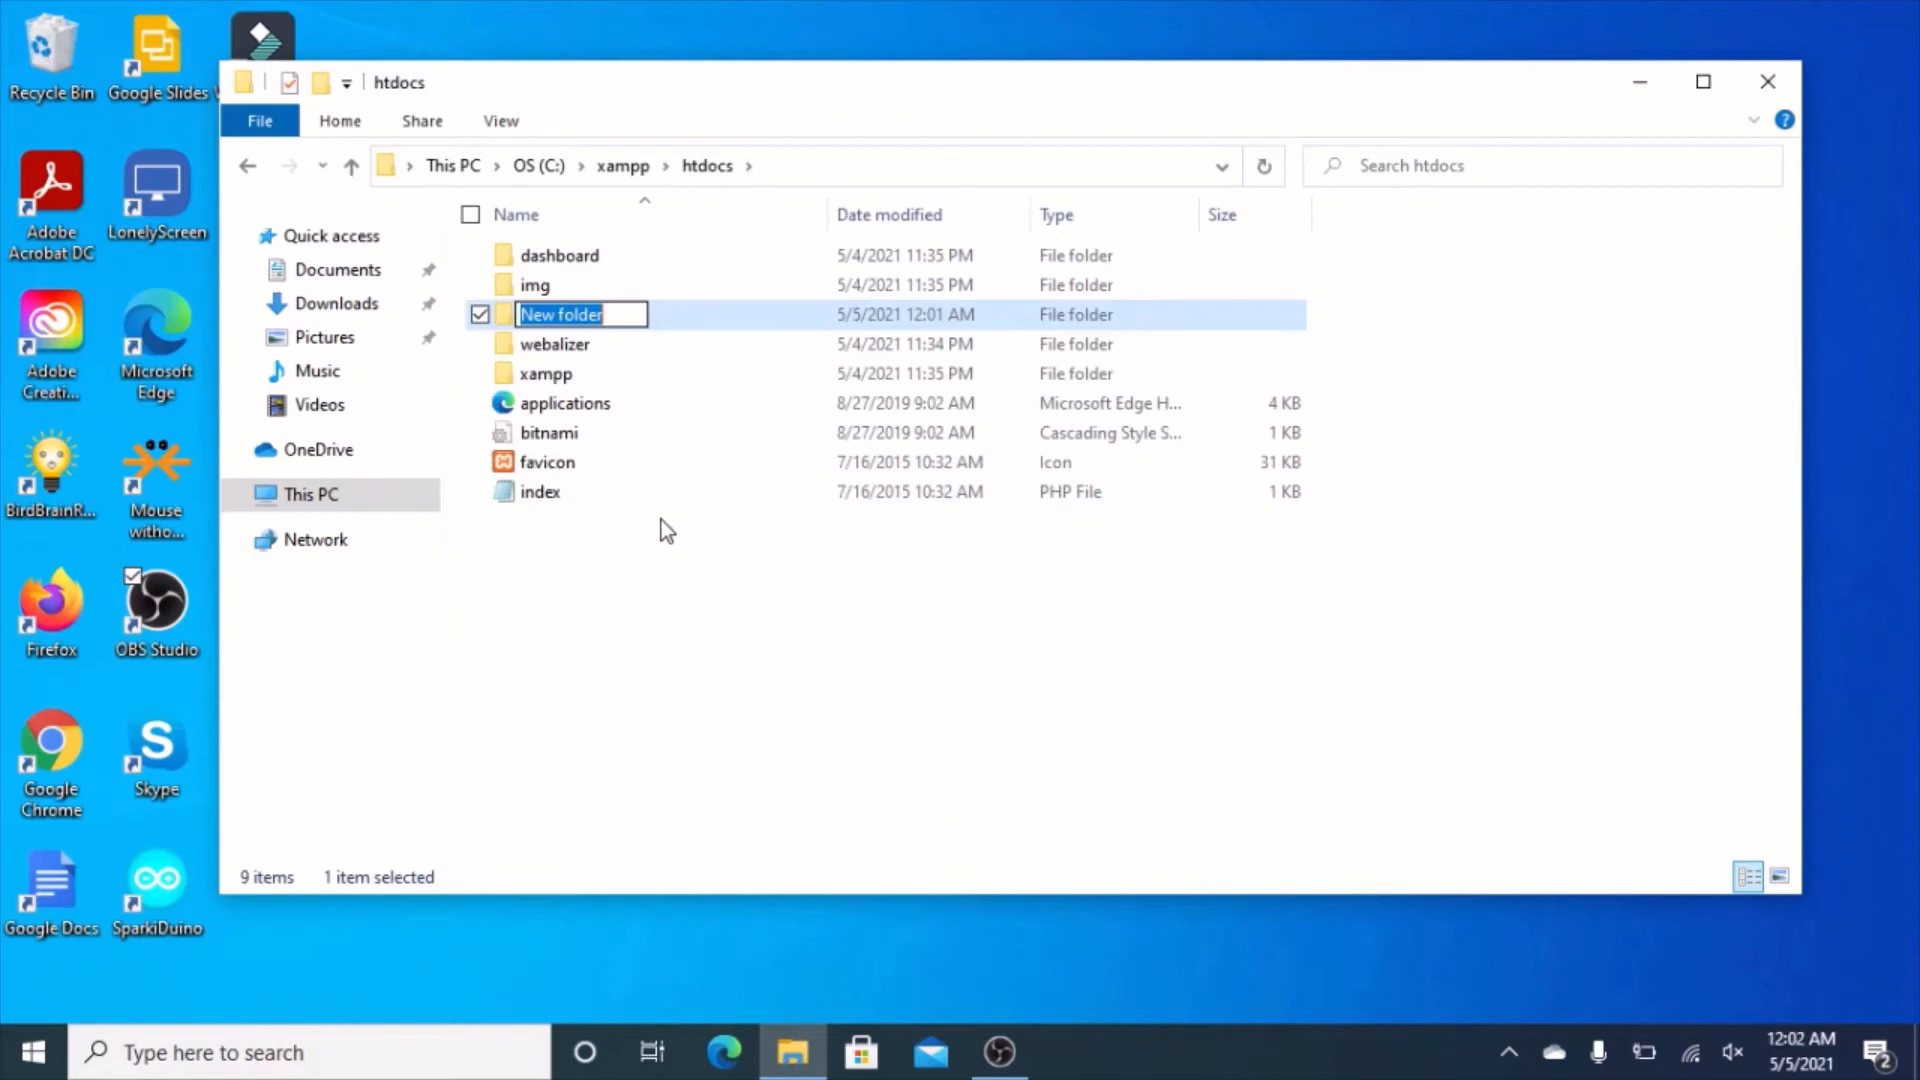 htdocs
File Home Share View
This PC OS (C:) xampp htdocs
Search htdocs
Name Date modified Type Size
dashboard 5/4/2021 11:35 PM File folder
img 5/4/2021 11:35 PM File folder
New folder 5/5/2021 12:01 AM File folder
webalizer 5/4/2021 11:34 PM File folder
xampp 5/4/2021 11:35 PM File folder
applications 8/27/2019 9:02 AM Microsoft Edge H... 4 KB
bitnami 8/27/2019 9:02 AM Cascading Style S... 1 KB
favicon 7/16/2015 10:32 AM Icon 31 KB
index 7/16/2015 10:32 AM PHP File 1 KB
Quick access
Documents
Downloads
Pictures
Music
Videos
OneDrive
This PC
Network
9 items 1 item selected
Recycle Bin
Google Slides
Adobe
Acrobat DC
LonelyScreen
Adobe
Creati...
Microsoft
Edge
BirdBrainR...
Mouse
witho...
Firefox
OBS Studio
Google
Chrome
Skype
Google Docs
SparkiDuino
Type here to search
12:02 AM
5/5/2021
2